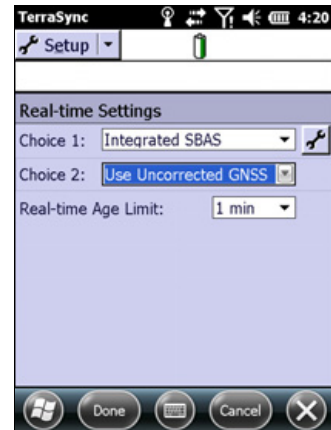 TerraSync 4:20
Setup
Real-time Settings
Choice 1: Integrated SBAS
Choice 2: Use Uncorrected GNSS
Real-time Age Limit: 1 min
Done Cancel